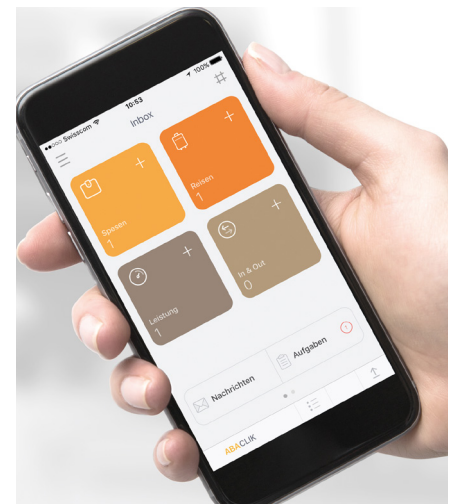 Swisscom 10:53 100%
Inbox
Spesen
1
Reisen
1
Leistung
1
In & Out
0
Nachrichten
Aufgaben
ABACLIK